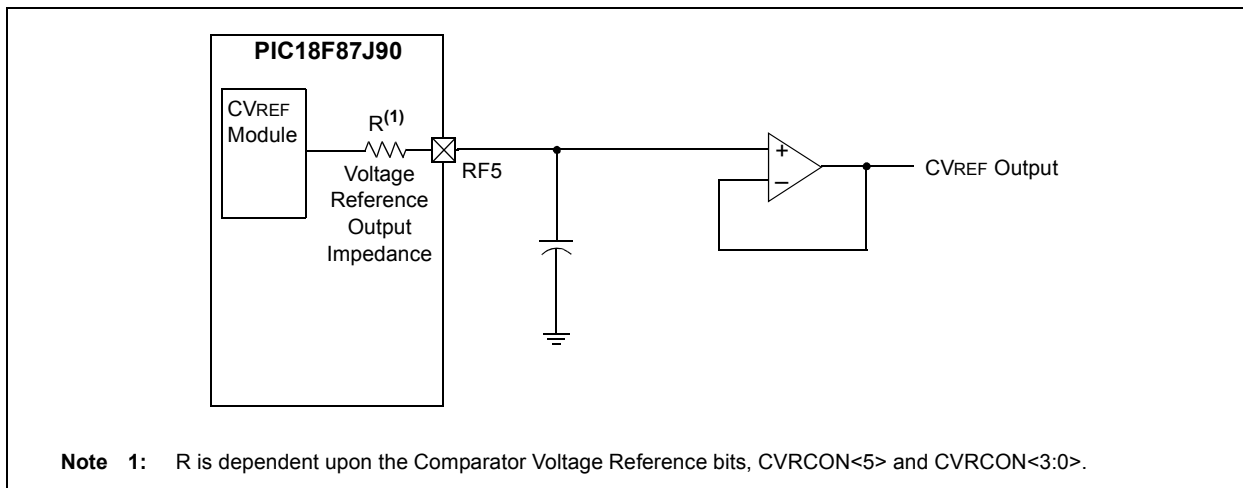 PIC18F87J90
CVREF
Module
R(1)
Voltage
Reference
Output
Impedance
RF5
+
–
CVREF Output
Note 1: R is dependent upon the Comparator Voltage Reference bits, CVRCON<5> and CVRCON<3:0>.